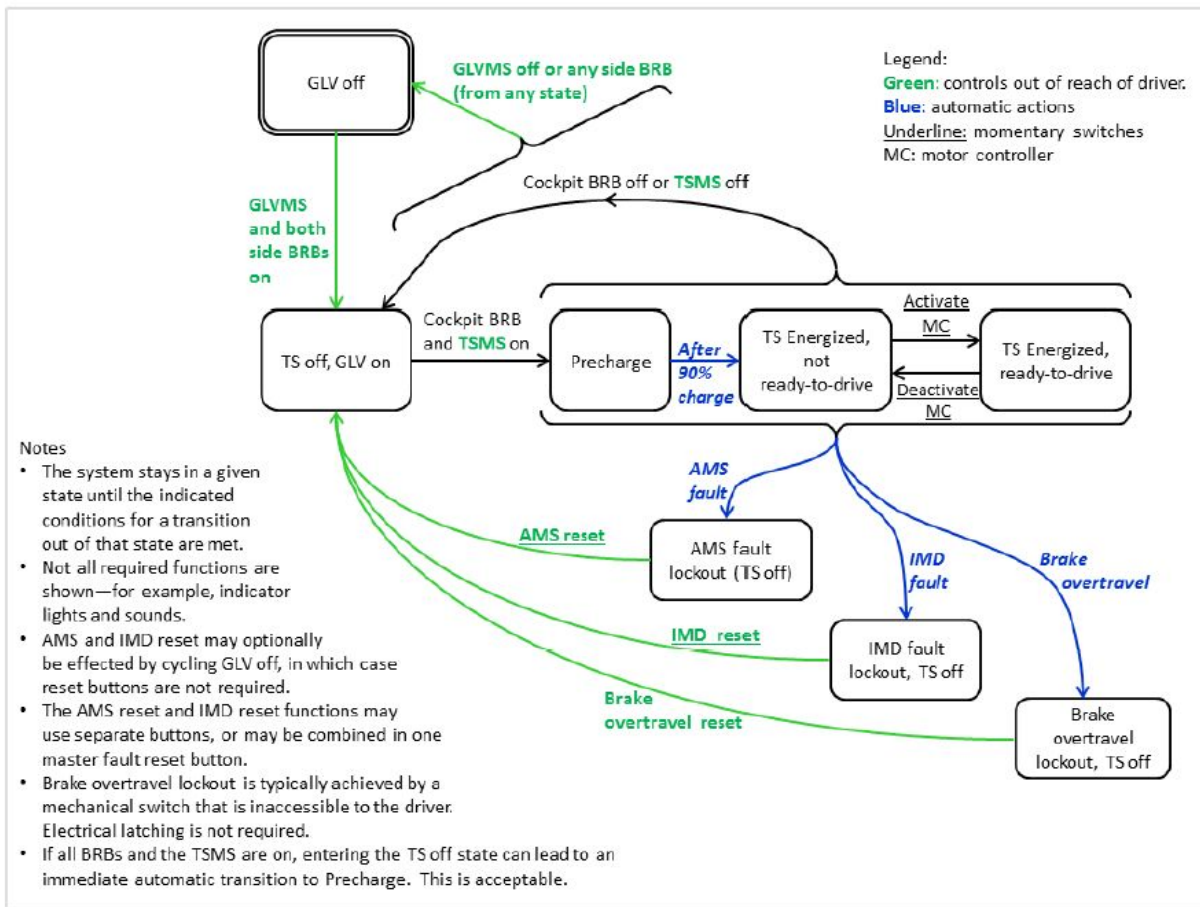 GLV off
GLVMS off or any side BRB
(from any state)
Legend:
Green: controls out of reach of driver.
Blue: automatic actions
Underline: momentary switches
MC: motor controller
Cockpit BRB off or TSMS off
GLVMS
and both
side BRBs
on
TS off, GLV on
Cockpit BRB
and TSMS on
Precharge
After
90%
charge
TS Energized,
not
ready-to-drive
Activate
MC
Deactivate
MC
TS Energized,
ready-to-drive
AMS
fault
AMS reset
AMS fault
lockout (TS off)
IMD
fault
IMD reset
IMD fault
lockout, TS off
Brake
overtravel
Brake
overtravel reset
Brake
overtravel
lockout, TS off
Notes
• The system stays in a given
state until the indicated
conditions for a transition
out of that state are met.
• Not all required functions are
shown—for example, indicator
lights and sounds.
• AMS and IMD reset may optionally
be effected by cycling GLV off, in which case
reset buttons are not required.
• The AMS reset and IMD reset functions may
use separate buttons, or may be combined in one
master fault reset button.
• Brake overtravel lockout is typically achieved by a
mechanical switch that is inaccessible to the driver.
Electrical latching is not required.
• If all BRBs and the TSMS are on, entering the TS off state can lead to an
immediate automatic transition to Precharge. This is acceptable.